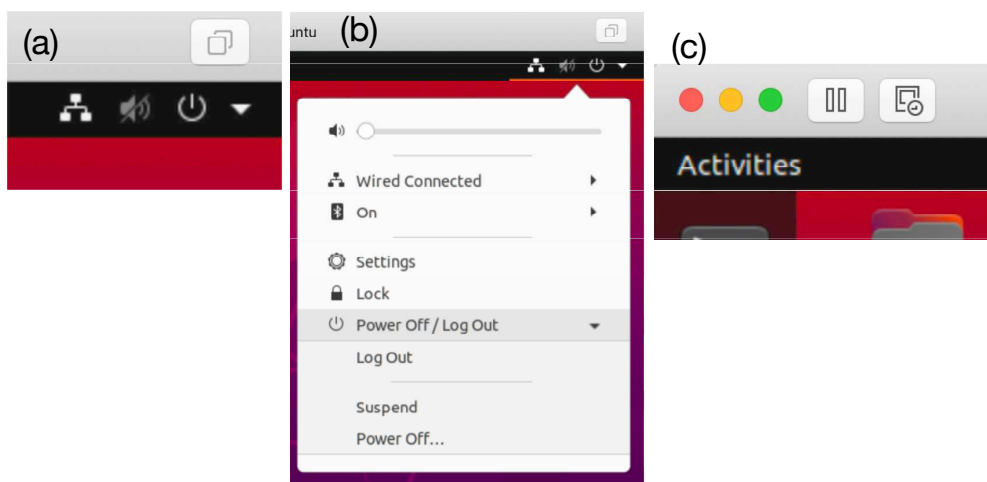 (a)
untu (b)
(c)
Activities
Wired Connected
On
Settings
Lock
Power Off / Log Out
Log Out
Suspend
Power Off...